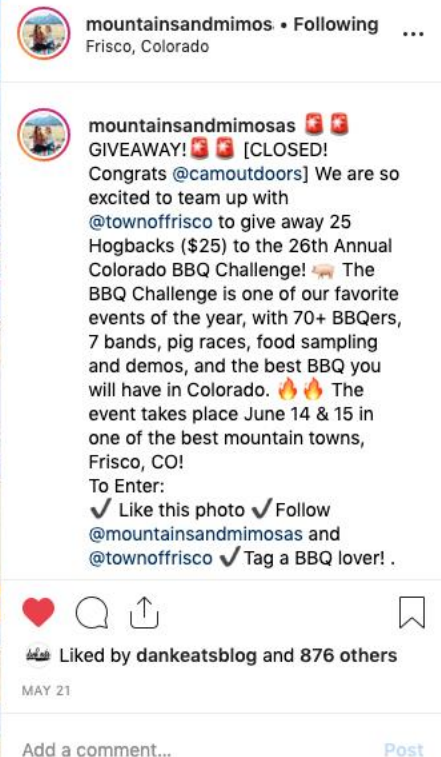 mountainsandmimos • Following
Frisco, Colorado
mountainsandmimosas 🚨 🚨
GIVEAWAY!🚨 🚨 [CLOSED!
Congrats @camoutdoors] We are so
excited to team up with
@townoffrisco to give away 25
Hogbacks ($25) to the 26th Annual
Colorado BBQ Challenge! 🐖 The
BBQ Challenge is one of our favorite
events of the year, with 70+ BBQers,
7 bands, pig races, food sampling
and demos, and the best BBQ you
will have in Colorado. 🔥🔥 The
event takes place June 14 & 15 in
one of the best mountain towns,
Frisco, CO!
To Enter:
✔️ Like this photo ✔️Follow
@mountainsandmimosas and
@townoffrisco ✔️Tag a BBQ lover! .
Liked by dankeatsblog and 876 others
MAY 21
Add a comment... Post